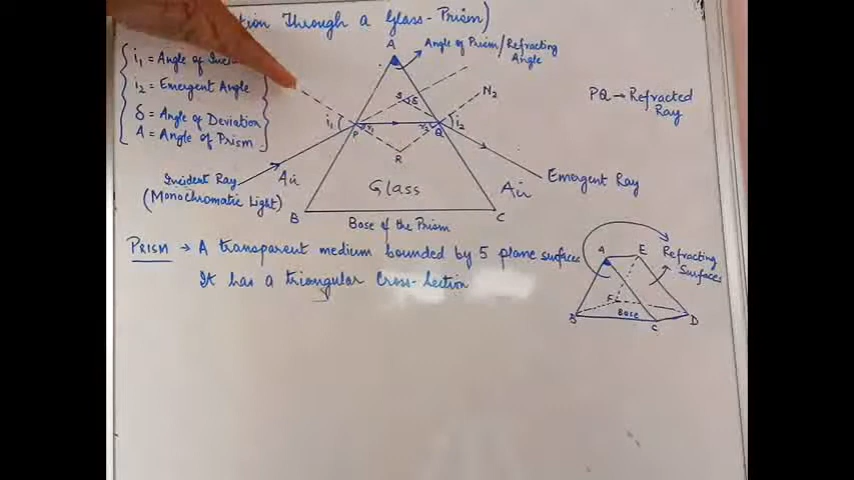 Through a Glass-Prism)
i₁ = Angle of
i₂ = Emergent Angle
δ = Angle of Deviation
A = Angle of Prism
A
Angle of Prism/Refracting
Angle
N₂
PQ → Refracted
Ray
S
δ
i₁
P
r₁
r₂
Q
i₂
R
Incident Ray
(Monochromatic Light)
Air
Glass
Air
Emergent Ray
B
C
Base of the Prism
PRISM → A transparent medium bounded by 5 plane surfaces
It has a triangular Cross-Section
A
E
Refracting
Surfaces
F
B
Base
C
D